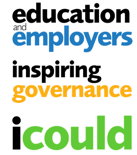 education
and
employers
inspiring
governance
icould